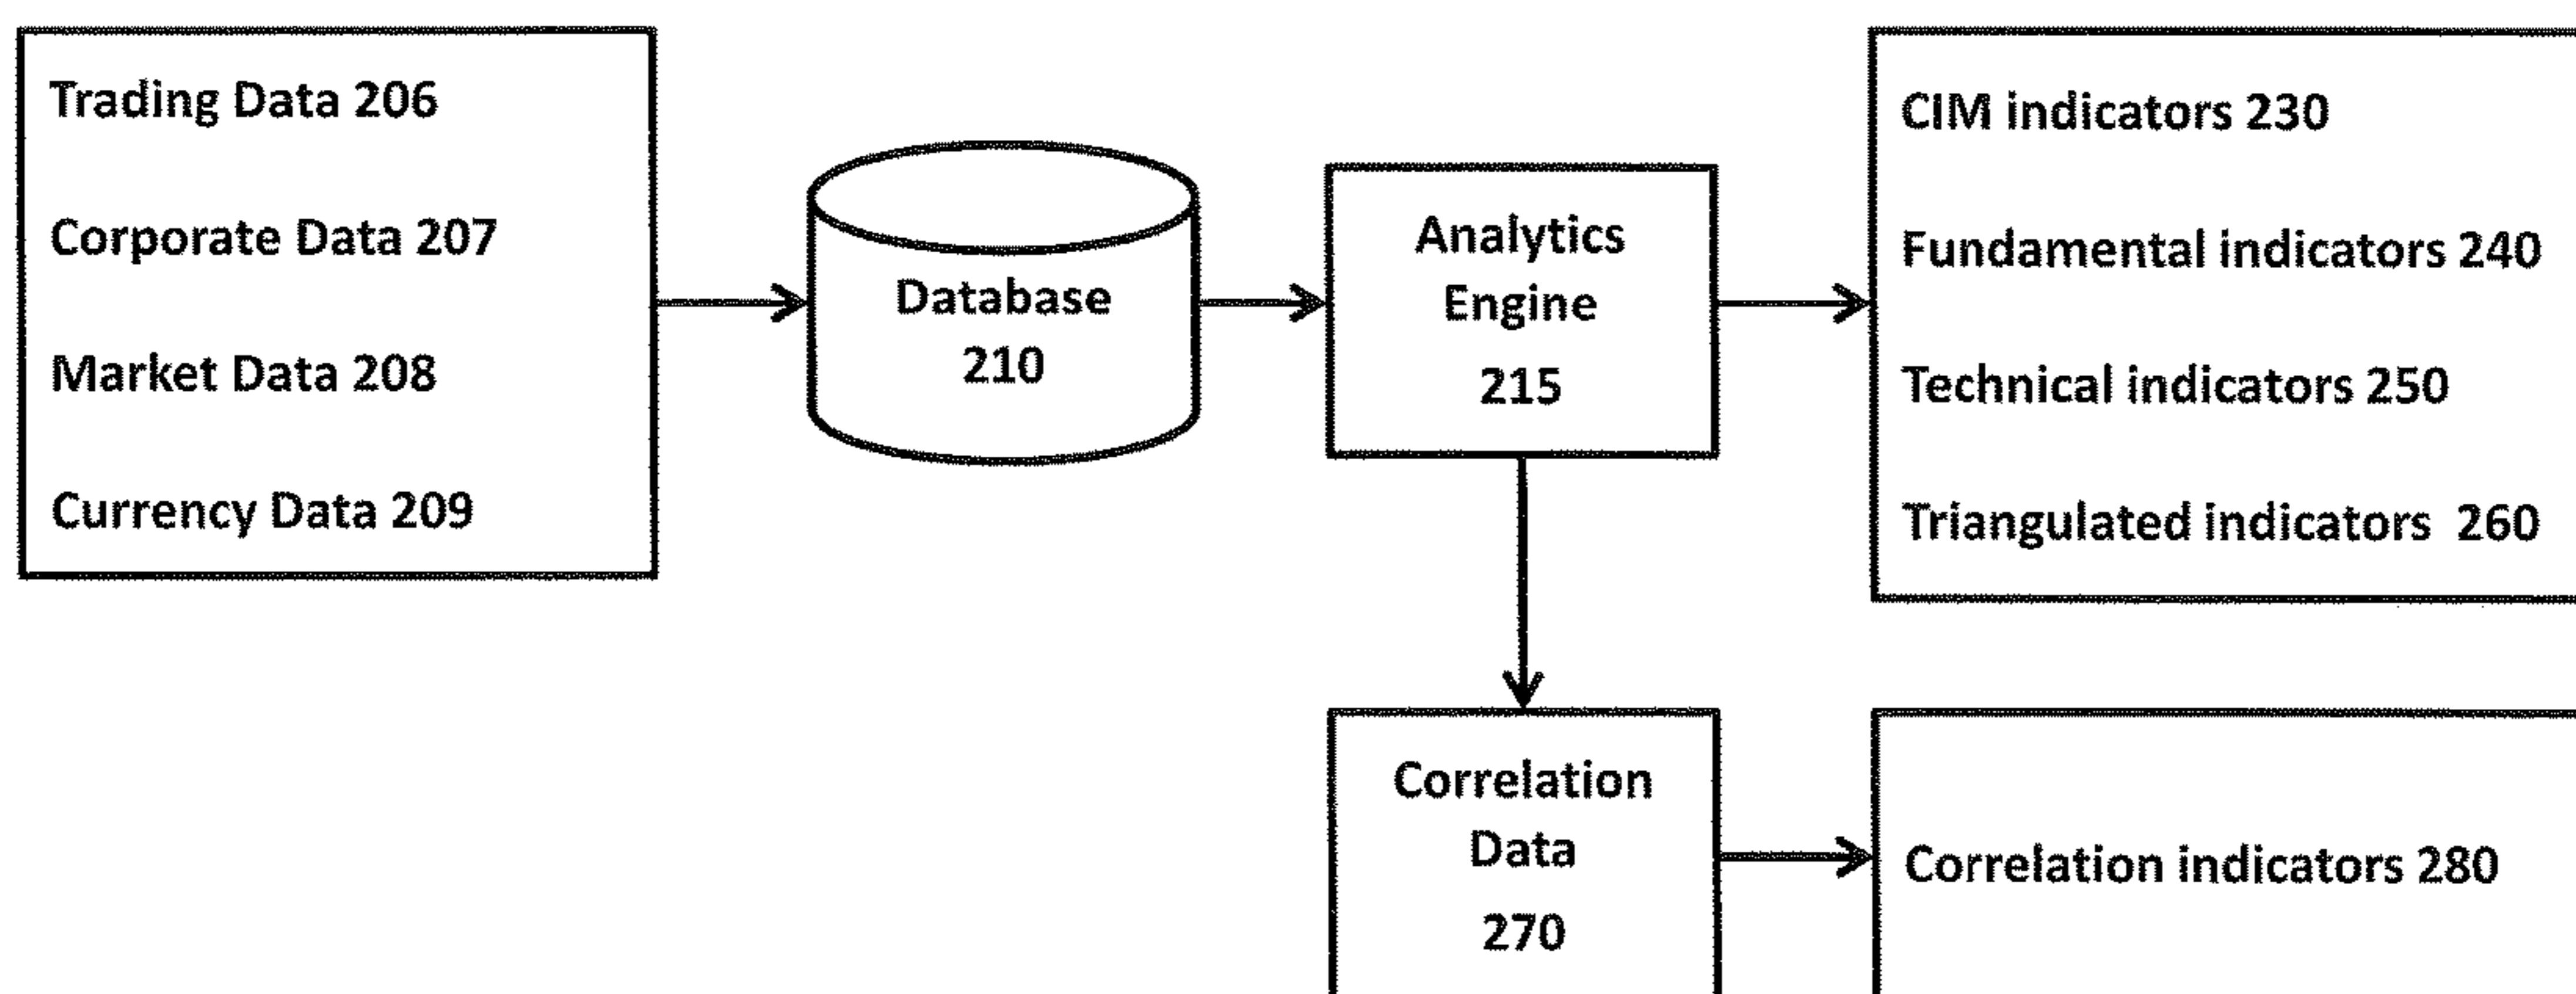 Trading Data 206
Corporate Data 207
Market Data 208
Currency Data 209
Database
210
Analytics
Engine
215
CIM indicators 230
Fundamental indicators 240
Technical indicators 250
Triangulated indicators 260
Correlation
Data
270
Correlation indicators 280